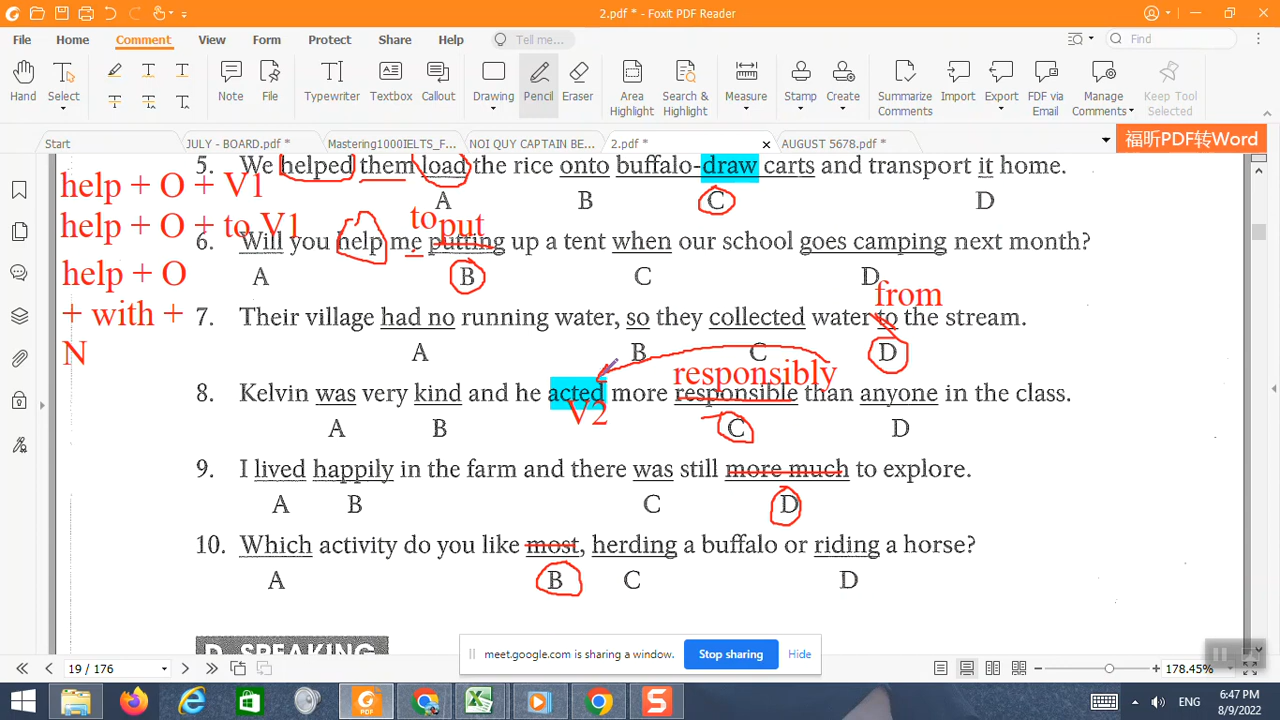 2.pdf * - Foxit PDF Reader
File Home Comment View Form Protect Share Help Tell me... Find
Hand Select Note File Typewriter Textbox Callout Drawing Pencil Eraser Area Highlight Search & Highlight Measure Stamp Create Summarize Comments Import Export PDF via Email Manage Comments Keep Tool Selected
Start JULY - BOARD.pdf * Mastering1000IELTS_F... NOI QUY CAPTAIN BE... 2.pdf * AUGUST 5678.pdf * 福昕PDF转Word
5. We helped them load the rice onto buffalo-draw carts and transport it home.
A B C D
help + O + V1
help + O + to V1
help + O
+ with +
N
to put
6. Will you help me putting up a tent when our school goes camping next month?
A B C D
from
7. Their village had no running water, so they collected water to the stream.
A B C D
responsibly
8. Kelvin was very kind and he acted more responsible than anyone in the class.
V2
A B C D
9. I lived happily in the farm and there was still more much to explore.
A B C D
10. Which activity do you like most, herding a buffalo or riding a horse?
A B C D
D. SPEAKING
meet.google.com is sharing a window. Stop sharing Hide
19 / 176 178.45%
ENG 6:47 PM
8/9/2022